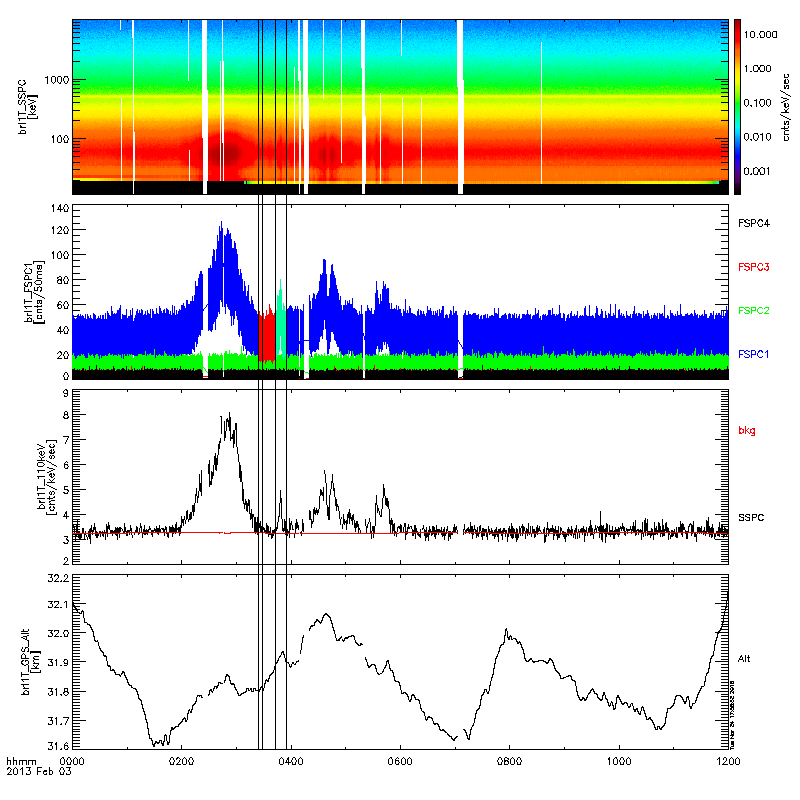 brl1T_SSPC
[keV]
1000
100
10.000
1.000
0.100
0.010
0.001
cnts/keV/sec
brl1T_FSPC1
[cnts/50ms]
140
120
100
80
60
40
20
0
FSPC4
FSPC3
FSPC2
FSPC1
brl1T_110keV
[cnts/keV/sec]
9
8
7
6
5
4
3
2
bkg
SSPC
brl1T_GPS_Alt
[km]
32.2
32.1
32.0
31.9
31.8
31.7
31.6
Alt
hhmm
0000 0200 0400 0600 0800 1000 1200
2013 Feb 03